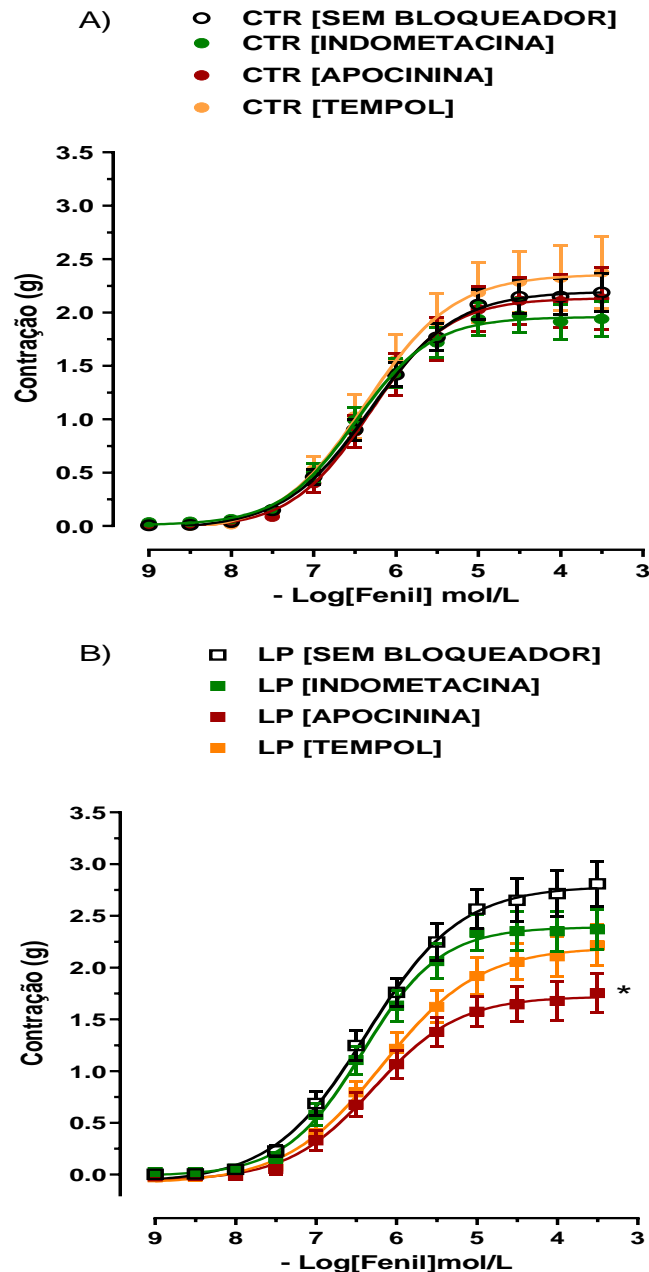 A)
CTR [SEM BLOQUEADOR]
CTR [INDOMETACINA]
CTR [APOCININA]
CTR [TEMPOL]
3.5
3.0
2.5
2.0
1.5
1.0
0.5
0.0
Contração (g)
9 8 7 6 5 4 3
- Log[Fenil] mol/L
B)
LP [SEM BLOQUEADOR]
LP [INDOMETACINA]
LP [APOCININA]
LP [TEMPOL]
3.5
3.0
2.5
2.0
1.5
1.0
0.5
0.0
Contração (g)
*
9 8 7 6 5 4 3
- Log[Fenil]mol/L